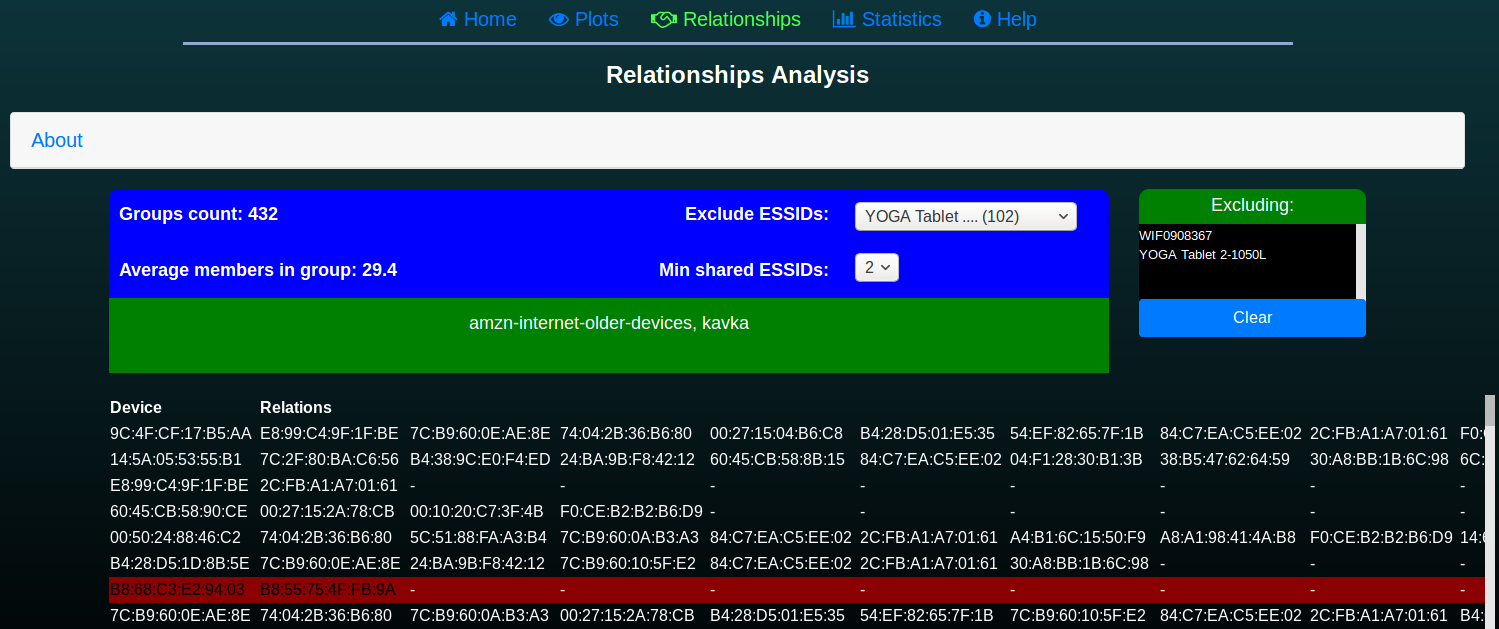 Home Plots Relationships Statistics Help
Relationships Analysis
About
Groups count: 432 Exclude ESSIDs: YOGA Tablet .... (102)
Average members in group: 29.4 Min shared ESSIDs: 2
amzn-internet-older-devices, kavka
Excluding:
WIF0908367
YOGA Tablet 2-1050L
Clear
Device Relations
9C:4F:CF:17:B5:AA E8:99:C4:9F:1F:BE 7C:B9:60:0E:AE:8E 74:04:2B:36:B6:80 00:27:15:04:B6:C8 B4:28:D5:01:E5:35 54:EF:82:65:7F:1B 84:C7:EA:C5:EE:02 2C:FB:A1:A7:01:61
14:5A:05:53:55:B1 7C:2F:80:BA:C6:56 B4:38:9C:E0:F4:ED 24:BA:9B:F8:42:12 60:45:CB:58:8B:15 84:C7:EA:C5:EE:02 04:F1:28:30:B1:3B 38:B5:47:62:64:59 30:A8:BB:1B:6C:98 6C:
E8:99:C4:9F:1F:BE 2C:FB:A1:A7:01:61 - - - - - - - -
60:45:CB:58:90:CE 00:27:15:2A:78:CB 00:10:20:C7:3F:4B F0:CE:B2:B2:B6:D9 - - - - - -
00:50:24:88:46:C2 74:04:2B:36:B6:80 5C:51:88:FA:A3:B4 7C:B9:60:0A:B3:A3 84:C7:EA:C5:EE:02 2C:FB:A1:A7:01:61 A4:B1:6C:15:50:F9 A8:A1:98:41:4A:B8 F0:CE:B2:B2:B6:D9
B4:28:D5:1D:8B:5E 7C:B9:60:0E:AE:8E 24:BA:9B:F8:42:12 7C:B9:60:10:5F:E2 84:C7:EA:C5:EE:02 2C:FB:A1:A7:01:61 30:A8:BB:1B:6C:98 - - -
B8:68:C3:E2:94:03 B8:55:75:4F:FB:9A - - - - - - - -
7C:B9:60:0E:AE:8E 74:04:2B:36:B6:80 7C:B9:60:0A:B3:A3 00:27:15:2A:78:CB B4:28:D5:01:E5:35 54:EF:82:65:7F:1B 7C:B9:60:10:5F:E2 84:C7:EA:C5:EE:02 2C:FB:A1:A7:01:61 B4: